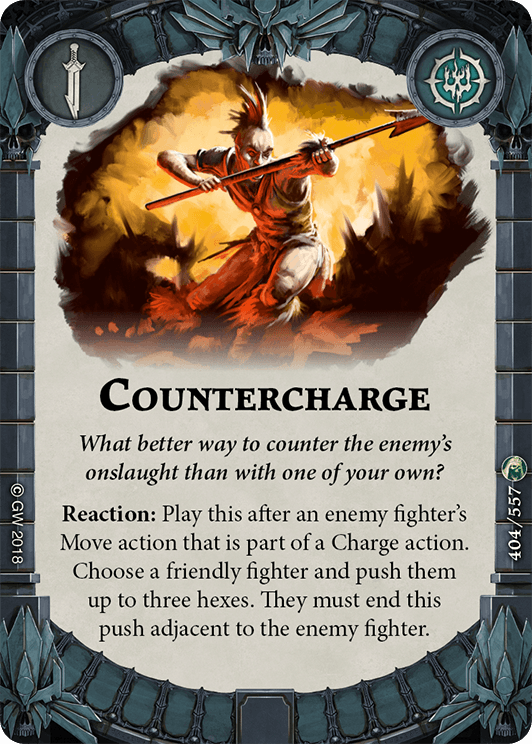 COUNTERCHARGE
What better way to counter the enemy's
onslaught than with one of your own?
Reaction: Play this after an enemy fighter's
Move action that is part of a Charge action.
Choose a friendly fighter and push them
up to three hexes. They must end this
push adjacent to the enemy fighter.
© GW 2018
404/557